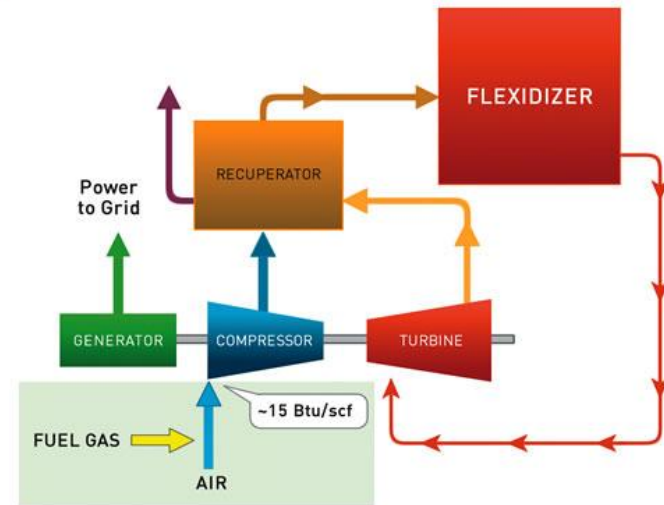 FLEXIDIZER
RECUPERATOR
Power
to Grid
GENERATOR
COMPRESSOR
TURBINE
~15 Btu/scf
FUEL GAS
AIR